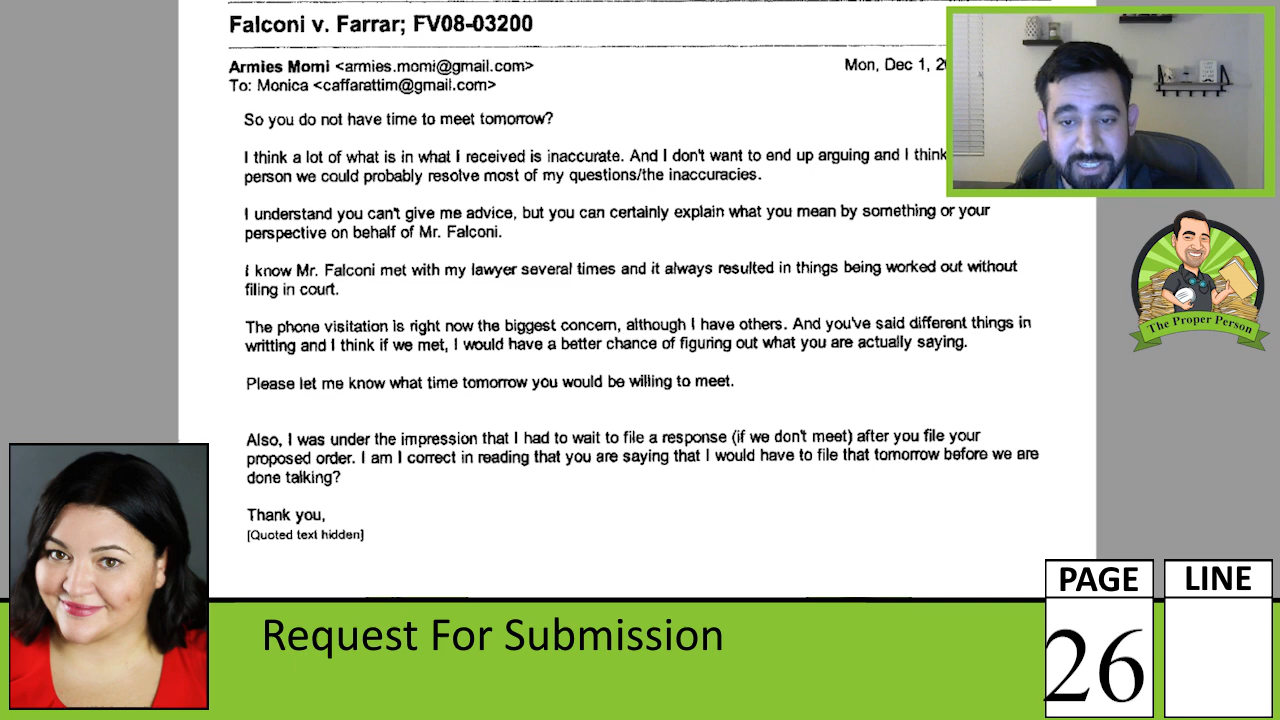 Falconi v. Farrar; FV08-03200
Armies Momi <armies.momi@gmail.com>
Mon, Dec 1,
To: Monica <caffarattim@gmail.com>
So you do not have time to meet tomorrow?
I think a lot of what is in what I received is inaccurate. And I don't want to end up arguing and I think
person we could probably resolve most of my questions/the inaccuracies.
I understand you can't give me advice, but you can certainly explain what you mean by something or your
perspective on behalf of Mr. Falconi.
I know Mr. Falconi met with my lawyer several times and it always resulted in things being worked out without
filing in court.
The phone visitation is right now the biggest concern, although I have others. And you've said different things in
writting and I think if we met, I would have a better chance of figuring out what you are actually saying.
Please let me know what time tomorrow you would be willing to meet.
Also, I was under the impression that I had to wait to file a response (if we don't meet) after you file your
proposed order. I am I correct in reading that you are saying that I would have to file that tomorrow before we are
done talking?
Thank you,
[Quoted text hidden]
The Proper Person
Request For Submission
PAGE
26
LINE